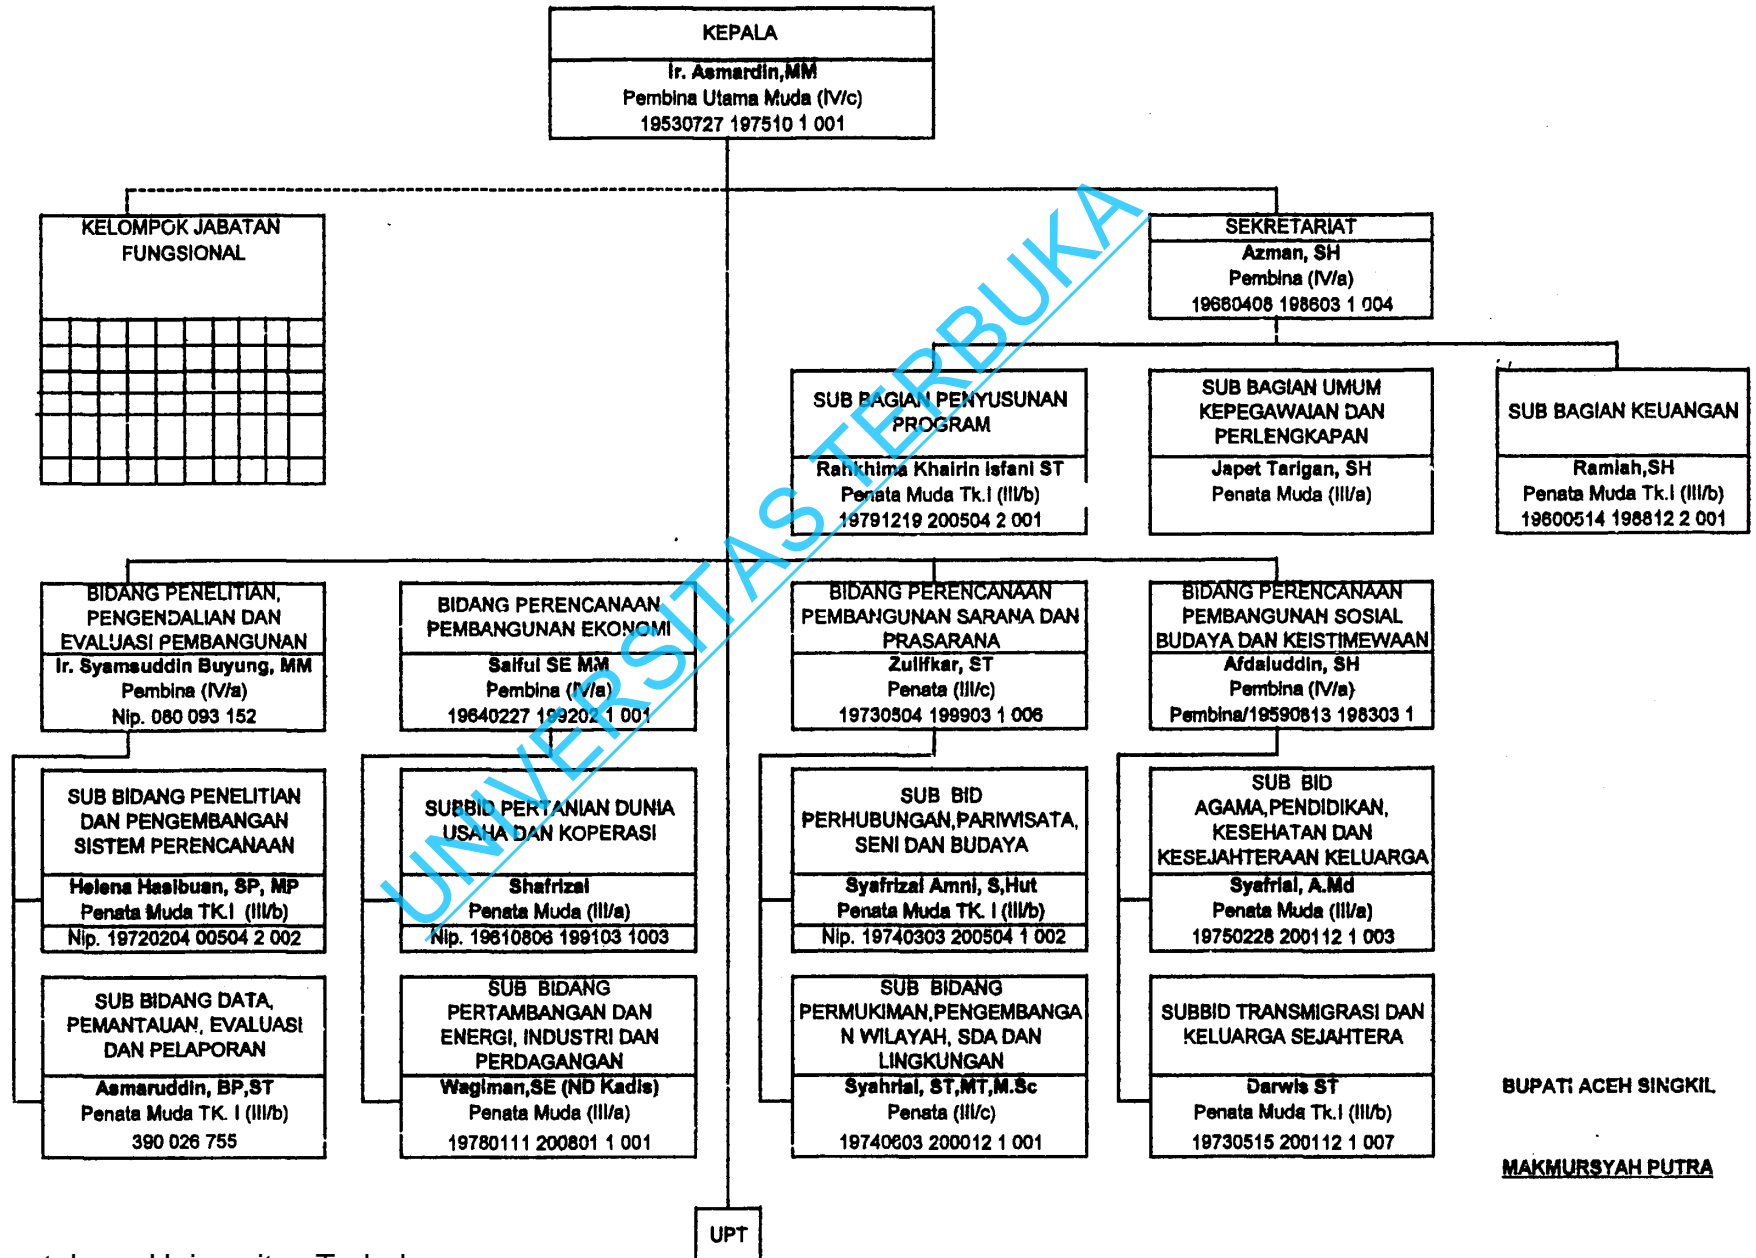 KEPALA
Ir. Asmardin,MM
Pembina Utama Muda (IV/c)
19530727 197510 1 001
KELOMPOK JABATAN
FUNGSIONAL
SEKRETARIAT
Azman, SH
Pembina (IV/a)
19660408 198603 1 004
SUB BAGIAN PENYUSUNAN
PROGRAM
Rahkhima Khairin Isfani ST
Penata Muda Tk.I (III/b)
19791219 200504 2 001
SUB BAGIAN UMUM
KEPEGAWAIAN DAN
PERLENGKAPAN
Japet Tarigan, SH
Penata Muda (III/a)
SUB BAGIAN KEUANGAN
Ramlah,SH
Penata Muda Tk.I (III/b)
19600514 198812 2 001
BIDANG PENELITIAN,
PENGENDALIAN DAN
EVALUASI PEMBANGUNAN
Ir. Syamsuddin Buyung, MM
Pembina (IV/a)
Nip. 080 093 152
BIDANG PERENCANAAN
PEMBANGUNAN EKONOMI
Saiful SE MM
Pembina (IV/a)
19640227 199202 1 001
BIDANG PERENCANAAN
PEMBANGUNAN SARANA DAN
PRASARANA
Zulifkar, ST
Penata (III/c)
19730504 199903 1 006
BIDANG PERENCANAAN
PEMBANGUNAN SOSIAL
BUDAYA DAN KEISTIMEWAAN
Afdaluddin, SH
Pembina (IV/a)
Pembina/19590813 198303 1
SUB BIDANG PENELITIAN
DAN PENGEMBANGAN
SISTEM PERENCANAAN
Helena Hasibuan, SP, MP
Penata Muda TK.I (III/b)
Nip. 19720204 00504 2 002
SUBBID PERTANIAN DUNIA
USAHA DAN KOPERASI
Shafrizal
Penata Muda (III/a)
Nip. 19610806 199103 1003
SUB BID
PERHUBUNGAN,PARIWISATA,
SENI DAN BUDAYA
Syafrizal Amni, S,Hut
Penata Muda TK. I (III/b)
Nip. 19740303 200504 1 002
SUB BID
AGAMA,PENDIDIKAN,
KESEHATAN DAN
KESEJAHTERAAN KELUARGA
Syafrial, A.Md
Penata Muda (III/a)
19750228 200112 1 003
SUB BIDANG DATA,
PEMANTAUAN, EVALUASI
DAN PELAPORAN
Asmaruddin, BP,ST
Penata Muda TK. I (III/b)
390 026 755
SUB BIDANG
PERTAMBANGAN DAN
ENERGI, INDUSTRI DAN
PERDAGANGAN
Wagiman,SE (ND Kadis)
Penata Muda (III/a)
19780111 200801 1 001
SUB BIDANG
PERMUKIMAN,PENGEMBANGA
N WILAYAH, SDA DAN
LINGKUNGAN
Syahrial, ST,MT,M.Sc
Penata (III/c)
19740603 200012 1 001
SUBBID TRANSMIGRASI DAN
KELUARGA SEJAHTERA
Darwis ST
Penata Muda Tk.I (III/b)
19730515 200112 1 007
BUPATI ACEH SINGKIL
MAKMURSYAH PUTRA
UPT
UNIVERSITAS TERBUKA